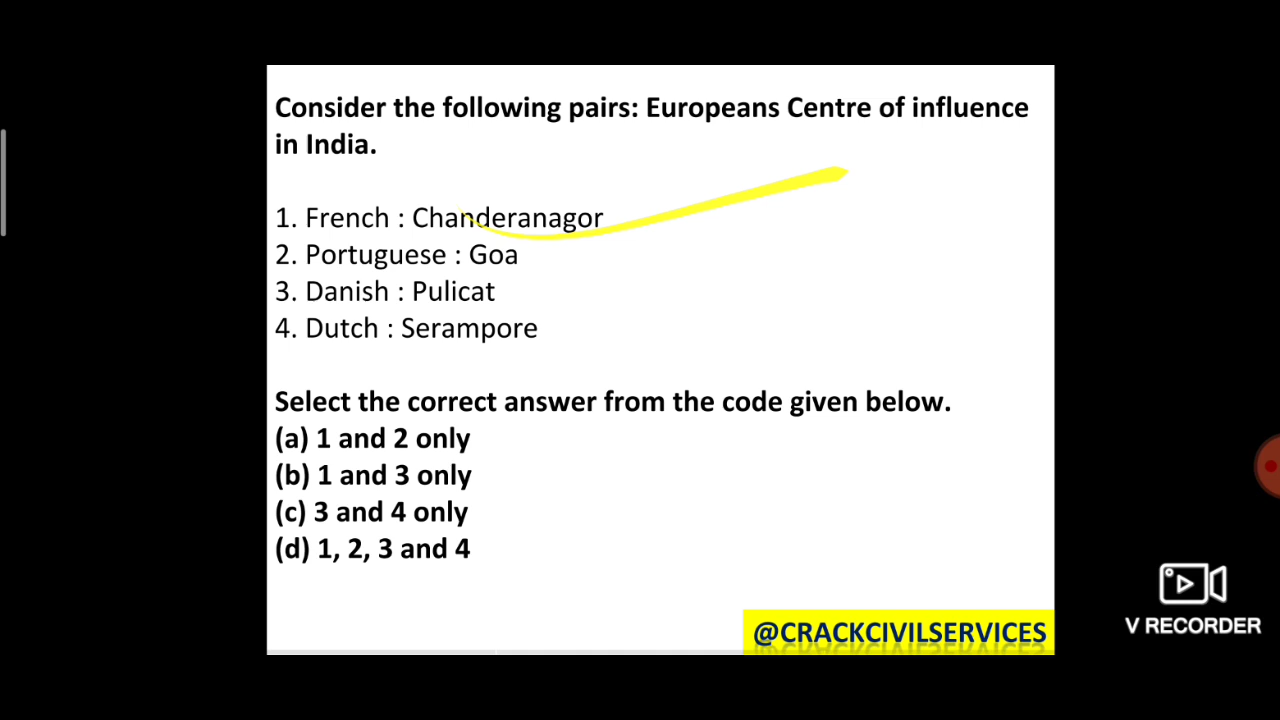 Consider the following pairs: Europeans Centre of influence
in India.
1. French : Chanderanagor
2. Portuguese : Goa
3. Danish : Pulicat
4. Dutch : Serampore
Select the correct answer from the code given below.
(a) 1 and 2 only
(b) 1 and 3 only
(c) 3 and 4 only
(d) 1, 2, 3 and 4
@CRACKCIVILSERVICES
V RECORDER